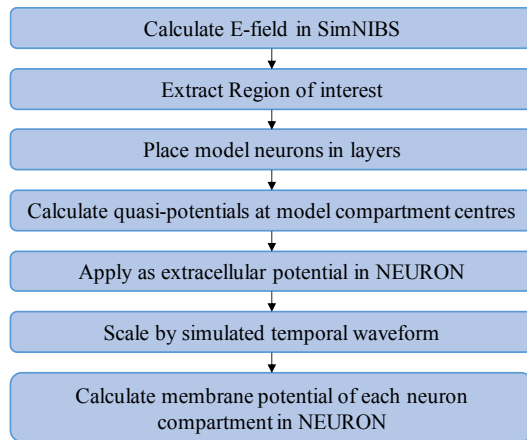 Calculate E-field in SimNIBS
Extract Region of interest
Place model neurons in layers
Calculate quasi-potentials at model compartment centres
Apply as extracellular potential in NEURON
Scale by simulated temporal waveform
Calculate membrane potential of each neuron
compartment in NEURON